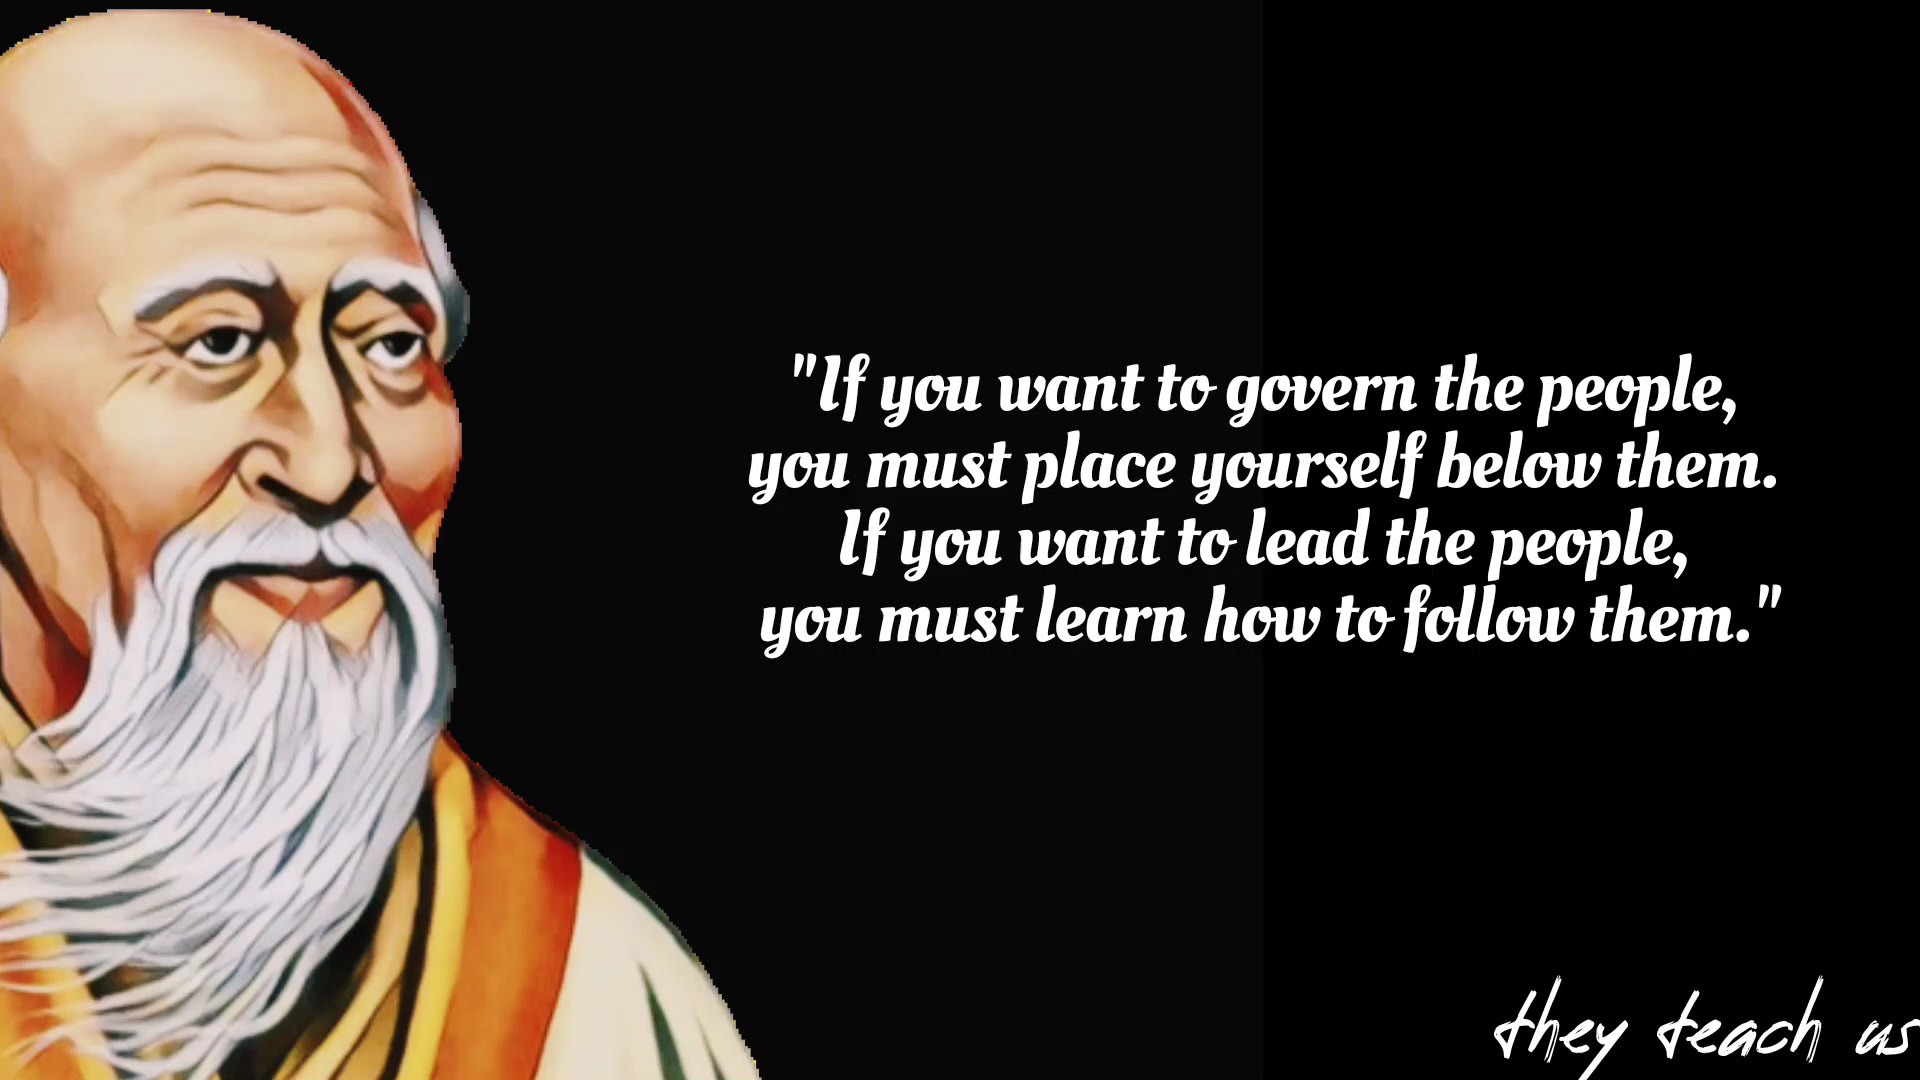 "If you want to govern the people,
you must place yourself below them.
If you want to lead the people,
you must learn how to follow them."
they teach us